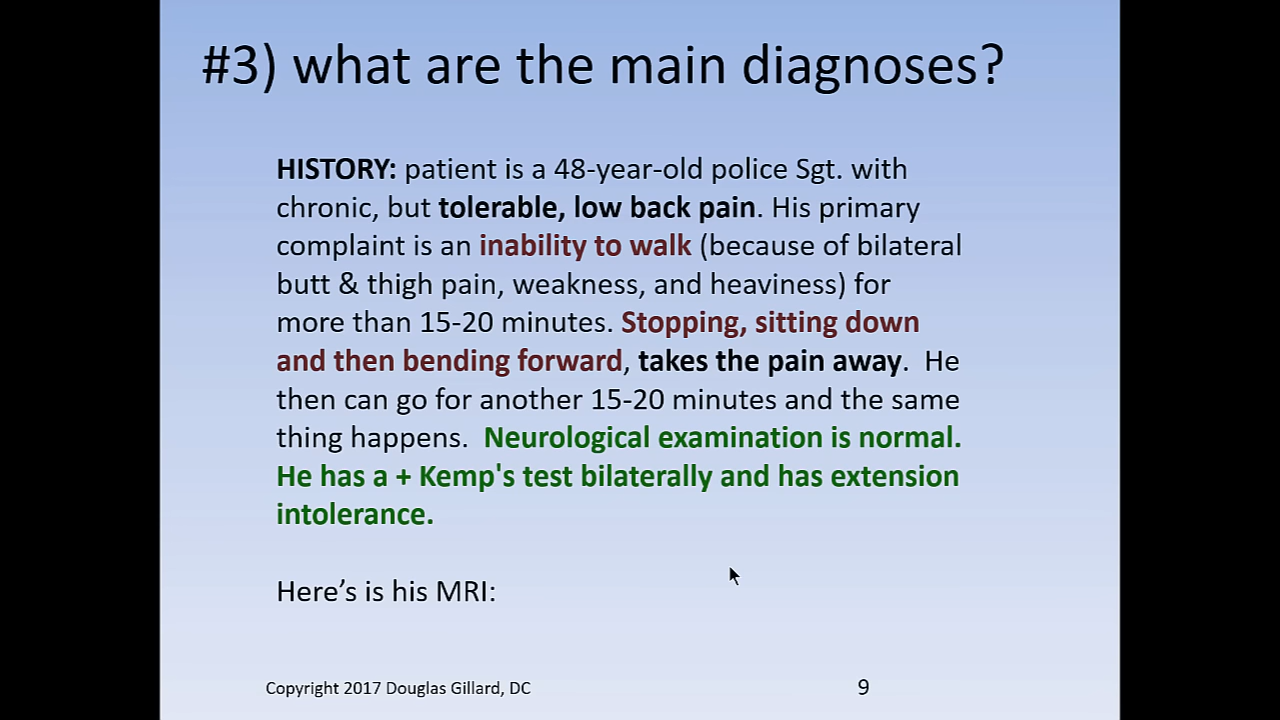 #3) what are the main diagnoses?
HISTORY: patient is a 48-year-old police Sgt. with
chronic, but tolerable, low back pain. His primary
complaint is an inability to walk (because of bilateral
butt & thigh pain, weakness, and heaviness) for
more than 15-20 minutes. Stopping, sitting down
and then bending forward, takes the pain away.  He
then can go for another 15-20 minutes and the same
thing happens.  Neurological examination is normal.
He has a + Kemp's test bilaterally and has extension
intolerance.
Here’s is his MRI:
Copyright 2017 Douglas Gillard, DC
9